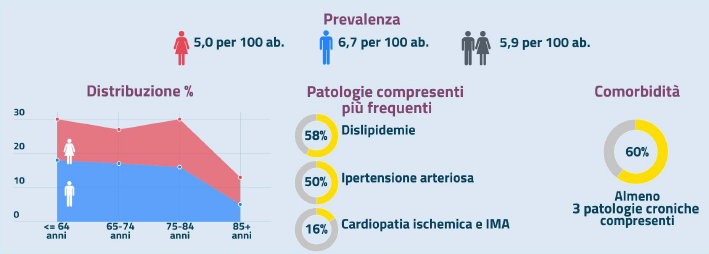 Prevalenza
5,0 per 100 ab.
6,7 per 100 ab.
5,9 per 100 ab.
Distribuzione %
30
20
10
0
<= 64
anni
65-74
anni
75-84
anni
85+
anni
Patologie compresenti
più frequenti
58%
Dislipidemie
50%
Ipertensione arteriosa
16%
Cardiopatia ischemica e IMA
Comorbidità
60%
Almeno
3 patologie croniche
compresenti